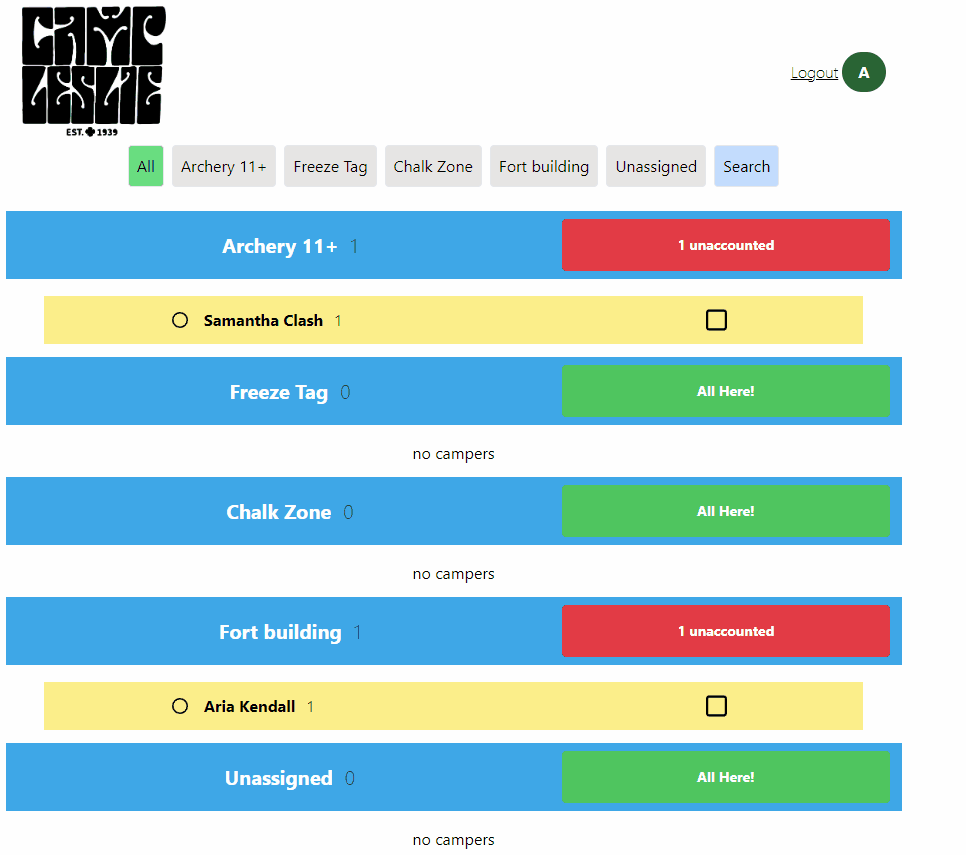 CAMP
LESLIE
EST. 1939
Logout A
All Archery 11+ Freeze Tag Chalk Zone Fort building Unassigned Search
Archery 11+ 1 1 unaccounted
Samantha Clash 1
Freeze Tag 0 All Here!
no campers
Chalk Zone 0 All Here!
no campers
Fort building 1 1 unaccounted
Aria Kendall 1
Unassigned 0 All Here!
no campers